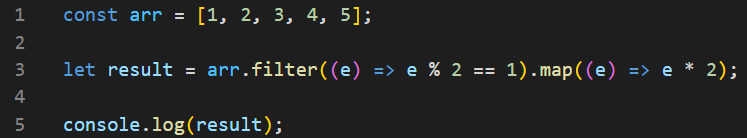 1 const arr = [1, 2, 3, 4, 5];
2
3 let result = arr.filter((e) => e % 2 == 1).map((e) => e * 2);
4
5 console.log(result);